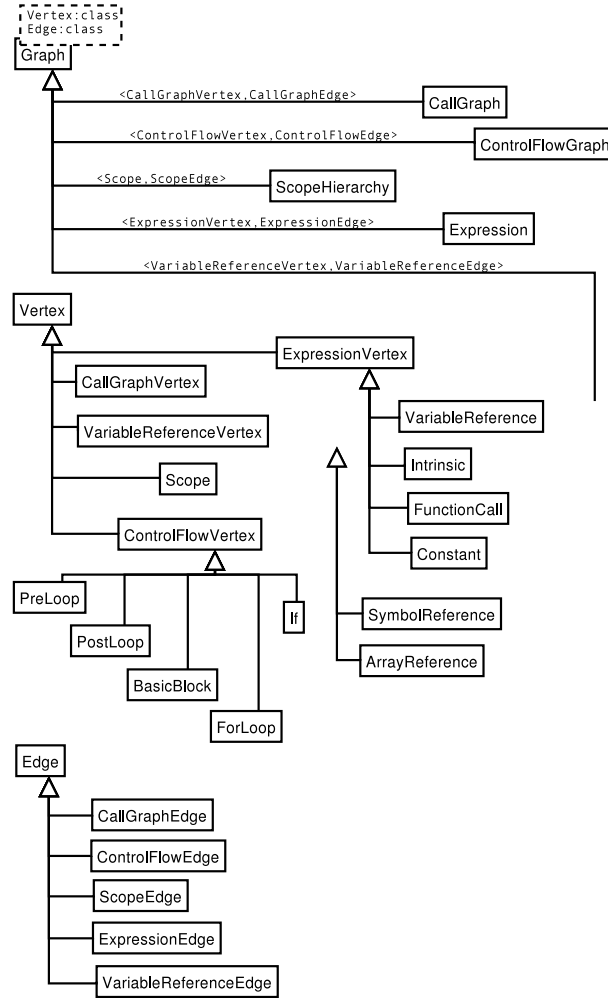 Vertex:class
Edge:class
Graph
<CallGraphVertex,CallGraphEdge>
CallGraph
<ControlFlowVertex,ControlFlowEdge>
ControlFlowGraph
<Scope,ScopeEdge>
ScopeHierarchy
<ExpressionVertex,ExpressionEdge>
Expression
<VariableReferenceVertex,VariableReferenceEdge>
Vertex
ExpressionVertex
CallGraphVertex
VariableReference
VariableReferenceVertex
Intrinsic
Scope
FunctionCall
ControlFlowVertex
Constant
PreLoop
If
SymbolReference
PostLoop
ArrayReference
BasicBlock
ForLoop
Edge
CallGraphEdge
ControlFlowEdge
ScopeEdge
ExpressionEdge
VariableReferenceEdge